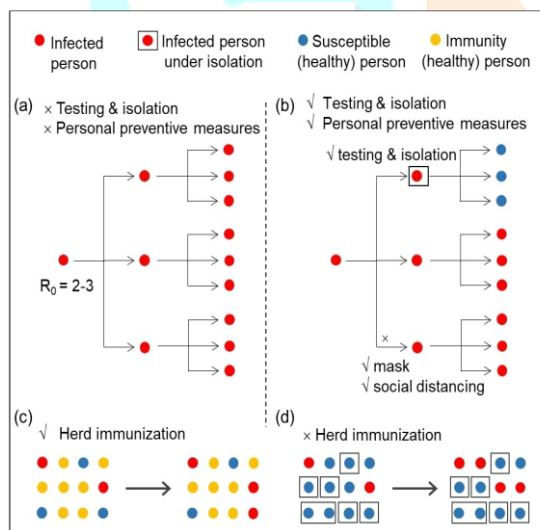 Infected person
Infected person under isolation
Susceptible (healthy) person
Immunity (healthy) person
(a)
× Testing & isolation
× Personal preventive measures
(b)
√ Testing & isolation
√ Personal preventive measures
√ testing & isolation
R0 = 2-3
×
√ mask
√ social distancing
(c)
√ Herd immunization
(d)
× Herd immunization